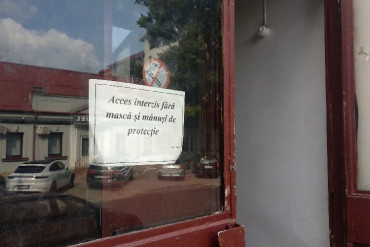 Acces interzis fără
mască și mănuși de
protecție